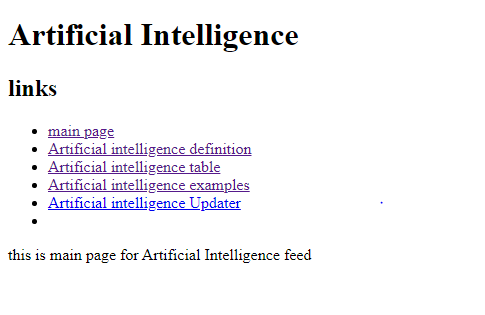 Artificial Intelligence
links
main page
Artificial intelligence definition
Artificial intelligence table
Artificial intelligence examples
Artificial intelligence Updater
this is main page for Artificial Intelligence feed